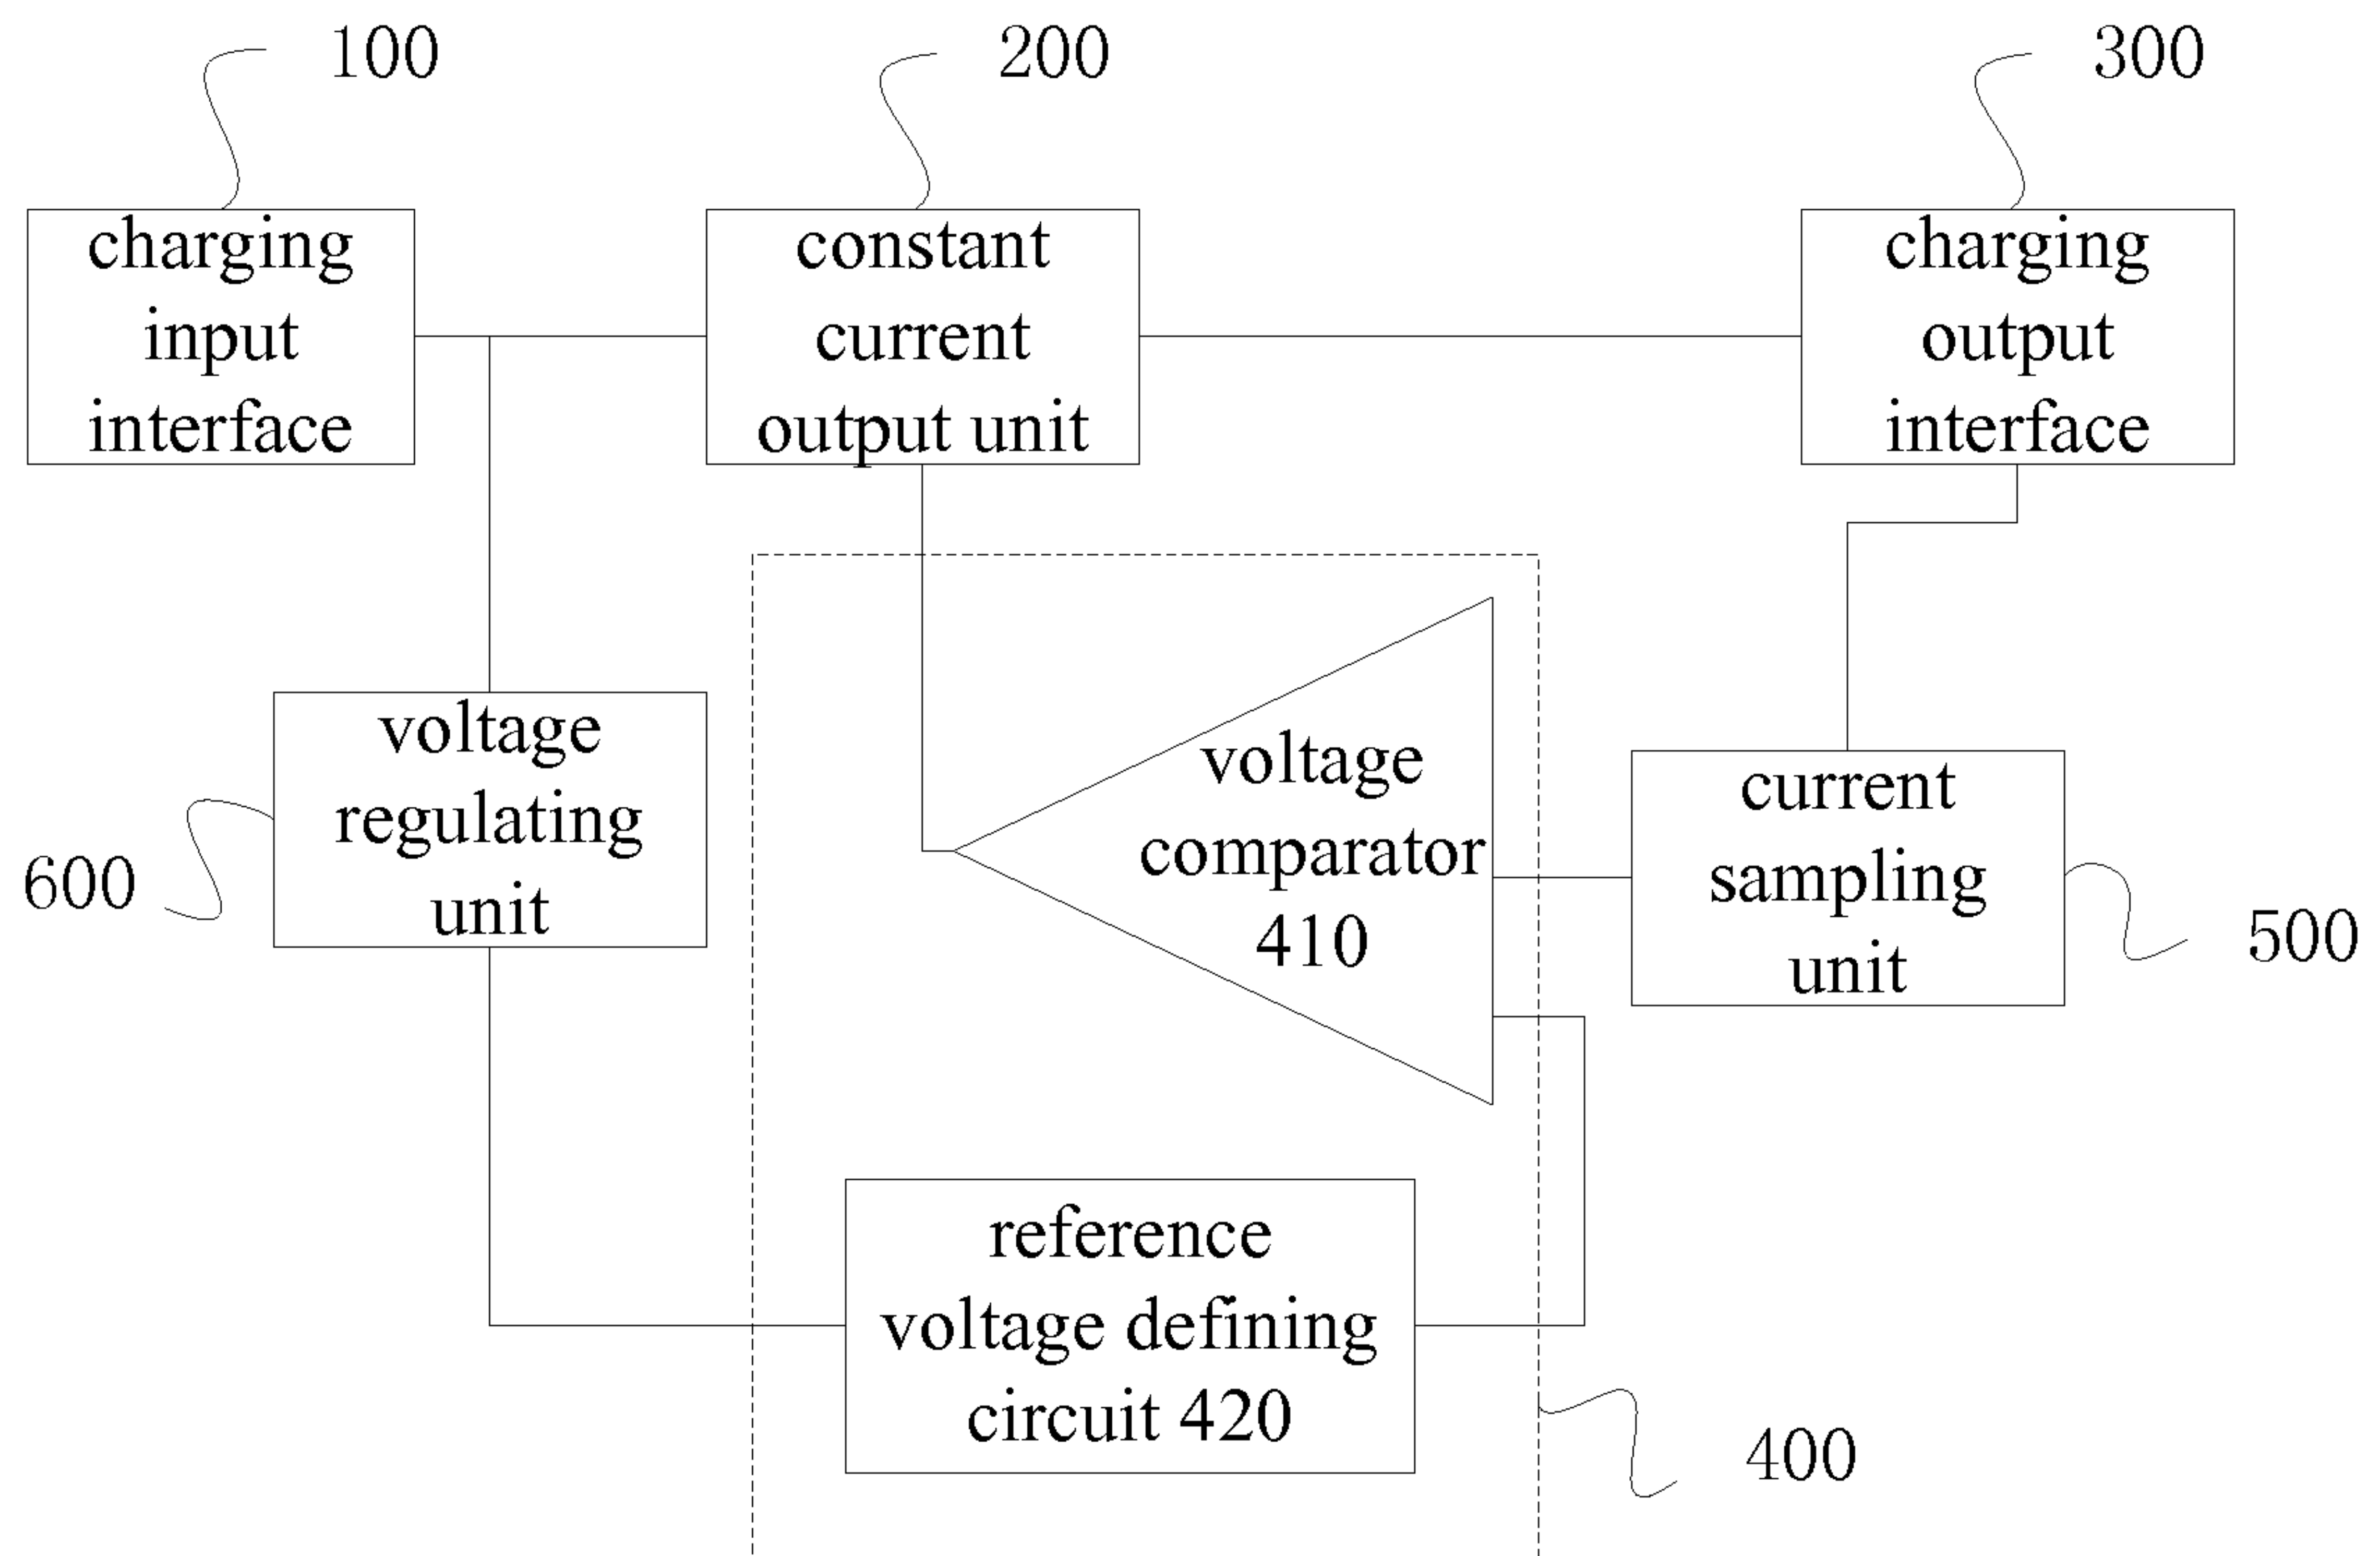 100
200
300
charging
input
interface
constant
current
output unit
charging
output
interface
voltage
regulating
unit
600
voltage
comparator
410
current
sampling
unit
500
reference
voltage defining
circuit 420
400